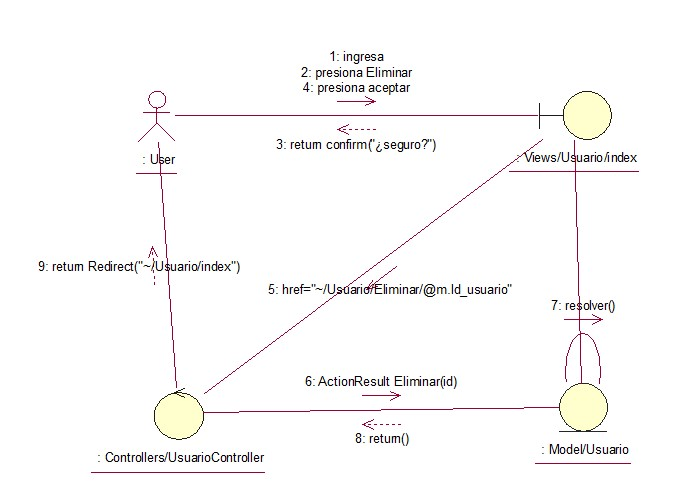 1: ingresa
2: presiona Eliminar
4: presiona aceptar
3: return confirm("¿seguro?")
: User
: Views/Usuario/index
9: return Redirect("~/Usuario/index")
5: href="~/Usuario/Eliminar/@m.Id_usuario"
7: resolver()
6: ActionResult Eliminar(id)
8: return()
: Controllers/UsuarioController
: Model/Usuario